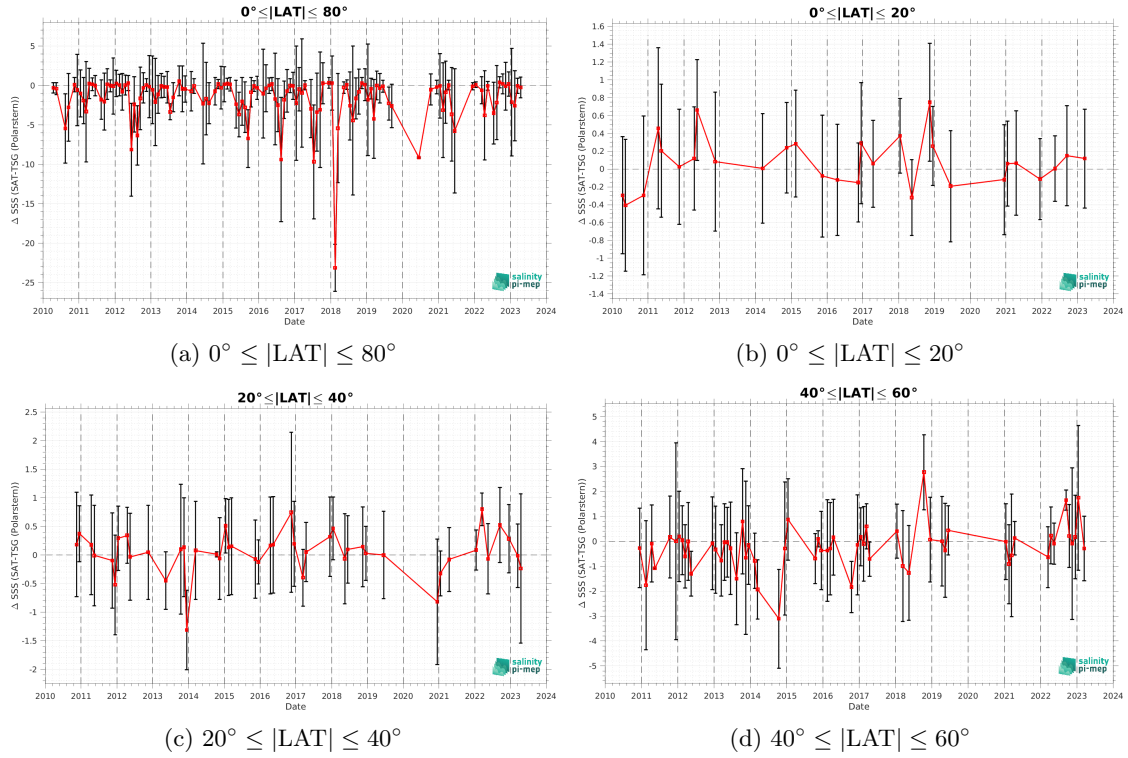 0°≤|LAT|≤ 80°
Δ SSS (SAT-TSG (Polarstern))
5
0
-5
-10
-15
-20
-25
2010 2011 2012 2013 2014 2015 2016 2017 2018 2019 2020 2021 2022 2023 2024
Date
salinity
pi-mep
(a) 0° ≤ |LAT| ≤ 80°
0°≤|LAT|≤ 20°
Δ SSS (SAT-TSG (Polarstern))
1.4
1.2
1
0.8
0.6
0.4
0.2
0
-0.2
-0.4
-0.6
-0.8
-1
-1.2
-1.4
2010 2011 2012 2013 2014 2015 2016 2017 2018 2019 2020 2021 2022 2023 2024
Date
salinity
pi-mep
(b) 0° ≤ |LAT| ≤ 20°
20°≤|LAT|≤ 40°
Δ SSS (SAT-TSG (Polarstern))
2.5
2
1.5
1
0.5
0
-0.5
-1
-1.5
-2
2010 2011 2012 2013 2014 2015 2016 2017 2018 2019 2020 2021 2022 2023 2024
Date
salinity
pi-mep
(c) 20° ≤ |LAT| ≤ 40°
40°≤|LAT|≤ 60°
Δ SSS (SAT-TSG (Polarstern))
5
4
3
2
1
0
-1
-2
-3
-4
-5
2010 2011 2012 2013 2014 2015 2016 2017 2018 2019 2020 2021 2022 2023 2024
Date
salinity
pi-mep
(d) 40° ≤ |LAT| ≤ 60°